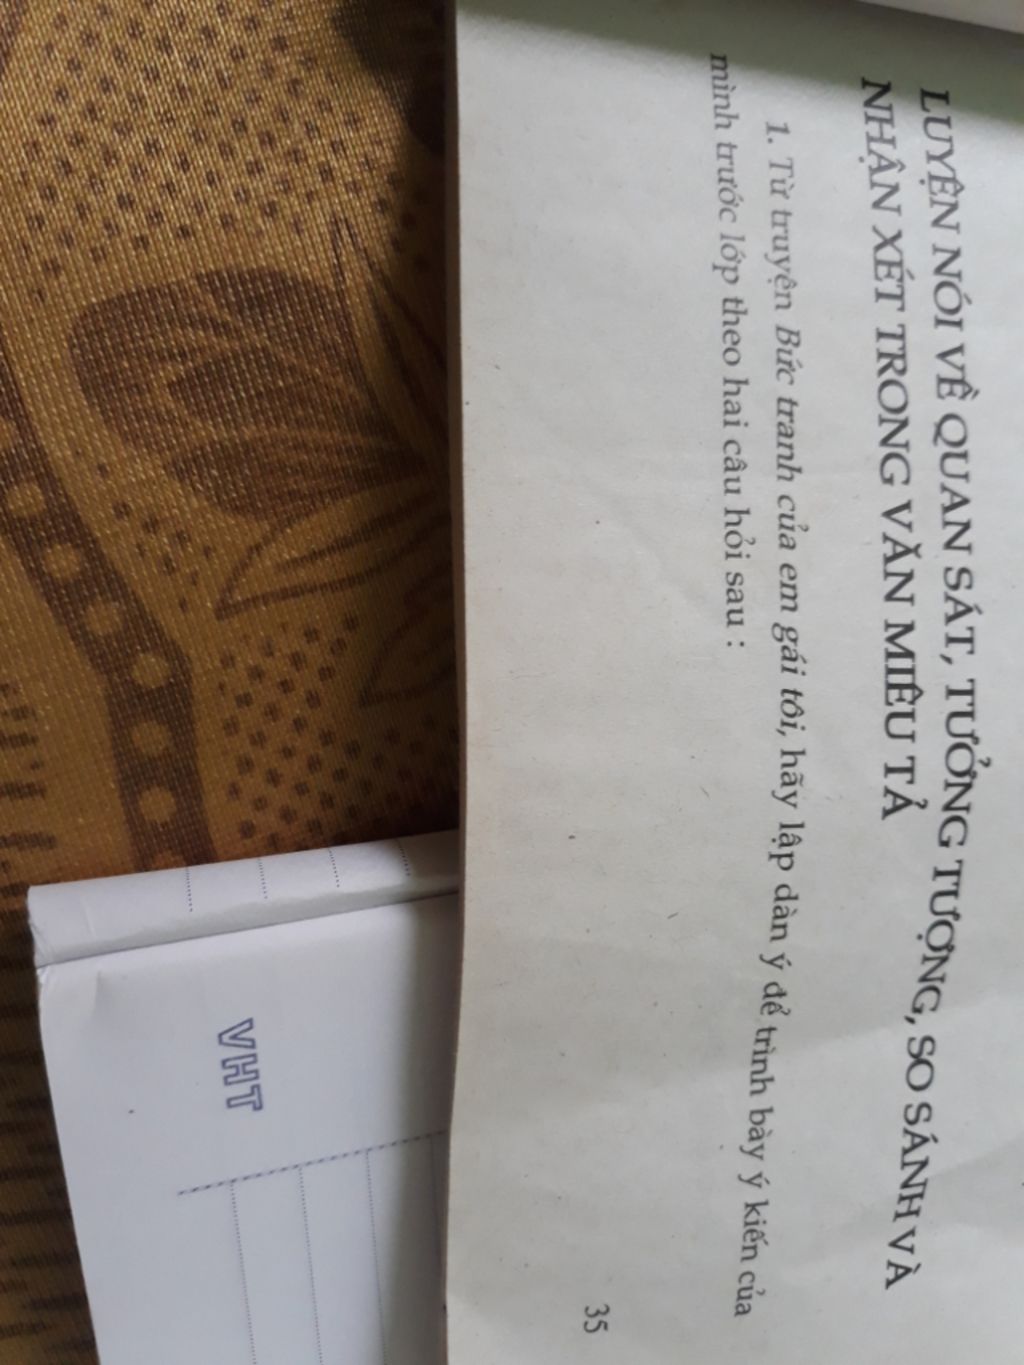 LUYỆN NÓI VỀ QUAN SÁT, TƯỞNG TƯỢNG, SO SÁNH VÀ
NHẬN XÉT TRONG VĂN MIÊU TẢ
1. Từ truyện Bức tranh của em gái tôi, hãy lập dàn ý để trình bày ý kiến của
mình trước lớp theo hai câu hỏi sau :
35
VHT